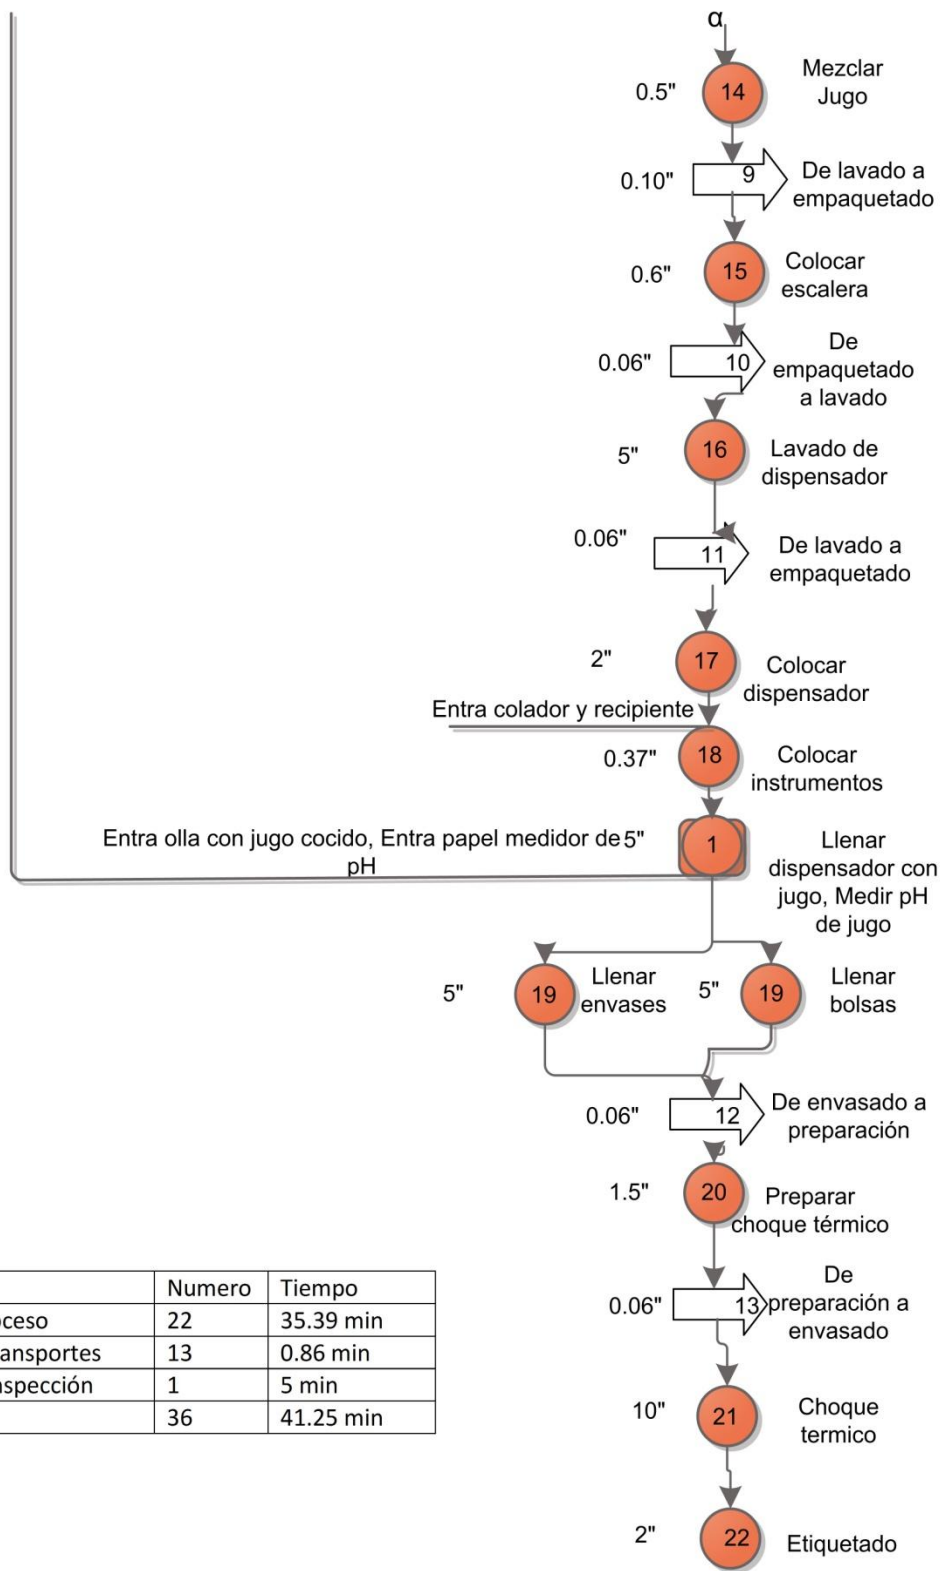 α
0.5" 14 Mezclar
Jugo
0.10" 9 De lavado a
empaquetado
0.6" 15 Colocar
escalera
0.06" 10 De
empaquetado
a lavado
5" 16 Lavado de
dispensador
0.06" 11 De lavado a
empaquetado
2" 17 Colocar
dispensador
Entra colador y recipiente
0.37" 18 Colocar
instrumentos
Entra olla con jugo cocido, Entra papel medidor de
pH
5" 1 Llenar
dispensador con
jugo, Medir pH
de jugo
5" 19 Llenar
envases
5" 19 Llenar
bolsas
0.06" 12 De envasado a
preparación
1.5" 20 Preparar
choque térmico
0.06" 13 De
preparación a
envasado
10" 21 Choque
termico
2" 22 Etiquetado
Numero Tiempo
ceso 22 35.39 min
ansportes 13 0.86 min
spección 1 5 min
36 41.25 min